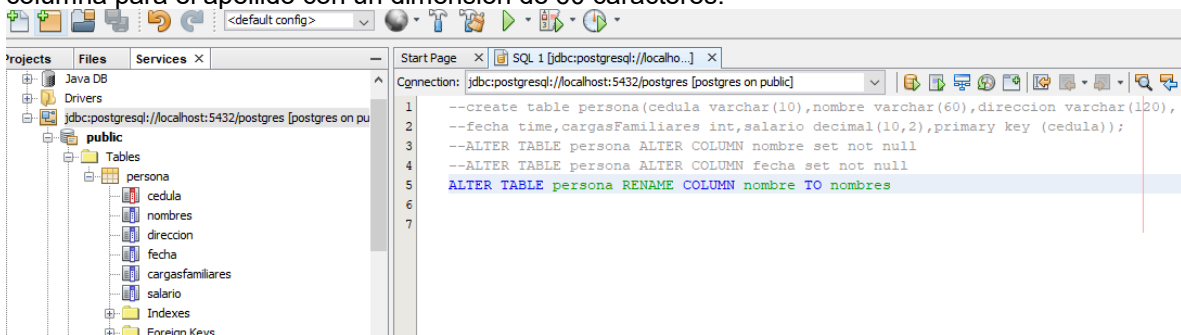 columna para el apellido con un dimensión de 60 caracteres.
<default config>
Projects Files Services
Start Page SQL 1 [jdbc:postgresql://localho...]
Java DB
Drivers
jdbc:postgresql://localhost:5432/postgres [postgres on pu
public
Tables
persona
cedula
nombres
direccion
fecha
cargasfamiliares
salario
Indexes
Foreign Keys
Connection: jdbc:postgresql://localhost:5432/postgres [postgres on public]
1 --create table persona(cedula varchar(10),nombre varchar(60),direccion varchar(120),
2 --fecha time,cargasFamiliares int,salario decimal(10,2),primary key (cedula));
3 --ALTER TABLE persona ALTER COLUMN nombre set not null
4 --ALTER TABLE persona ALTER COLUMN fecha set not null
5 ALTER TABLE persona RENAME COLUMN nombre TO nombres
6
7